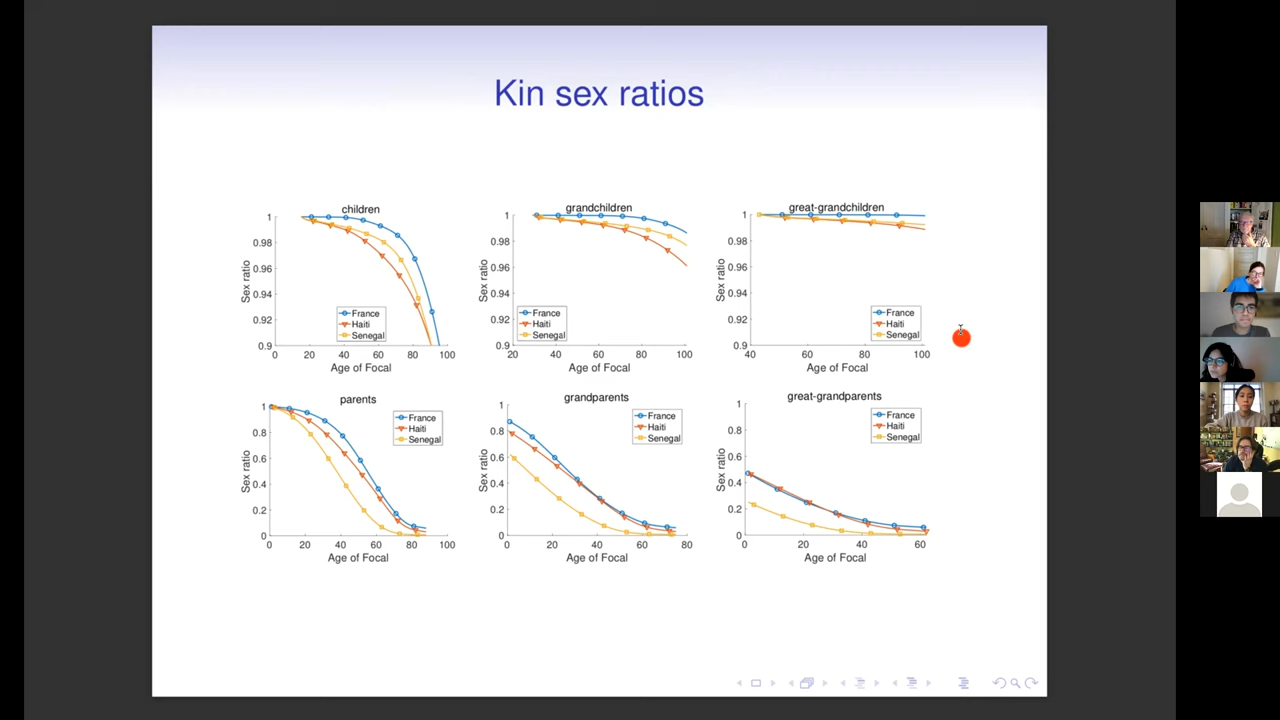 Kin sex ratios
children
grandchildren
great-grandchildren
1
0.98
0.96
0.94
0.92
0.9
Sex ratio
France
Haiti
Senegal
0 20 40 60 80 100
Age of Focal
1
0.98
0.96
0.94
0.92
0.9
Sex ratio
France
Haiti
Senegal
20 40 60 80 100
Age of Focal
1
0.98
0.96
0.94
0.92
0.9
Sex ratio
France
Haiti
Senegal
40 60 80 100
Age of Focal
parents
grandparents
great-grandparents
1
0.8
0.6
0.4
0.2
0
Sex ratio
France
Haiti
Senegal
0 20 40 60 80 100
Age of Focal
1
0.8
0.6
0.4
0.2
0
Sex ratio
France
Haiti
Senegal
0 20 40 60 80
Age of Focal
1
0.8
0.6
0.4
0.2
0
Sex ratio
France
Haiti
Senegal
0 20 40 60
Age of Focal